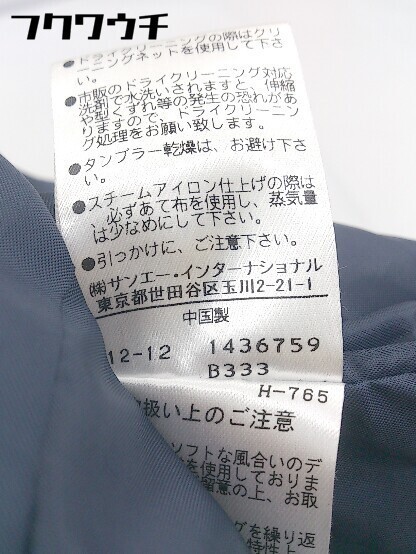 フクワウチ
●ドライクリーニングの際はクリ
ーニングネットを使用して下さ
い。
●市販のドライクリーニング対応
洗剤で水洗いされますと、伸縮
や型くずれ等の発生の恐れがあ
りますので、ドライクリーニン
グ処理をお願い致します。
●タンブラー乾燥は、お避け下さ
い。
●スチームアイロン仕上げの際は
必ずあて布を使用し、蒸気量
は少なめにして下さい。
●引っかけに、ご注意下さい。
(株)サンエー・インターナショナル
東京都世田谷区玉川2-21-1
中国製
12-12 1436759
B333
H-765
扱い上のご注意
ソフトな風合いのデ
を使用しておりま
留意の上、お取
グを繰り返
特性